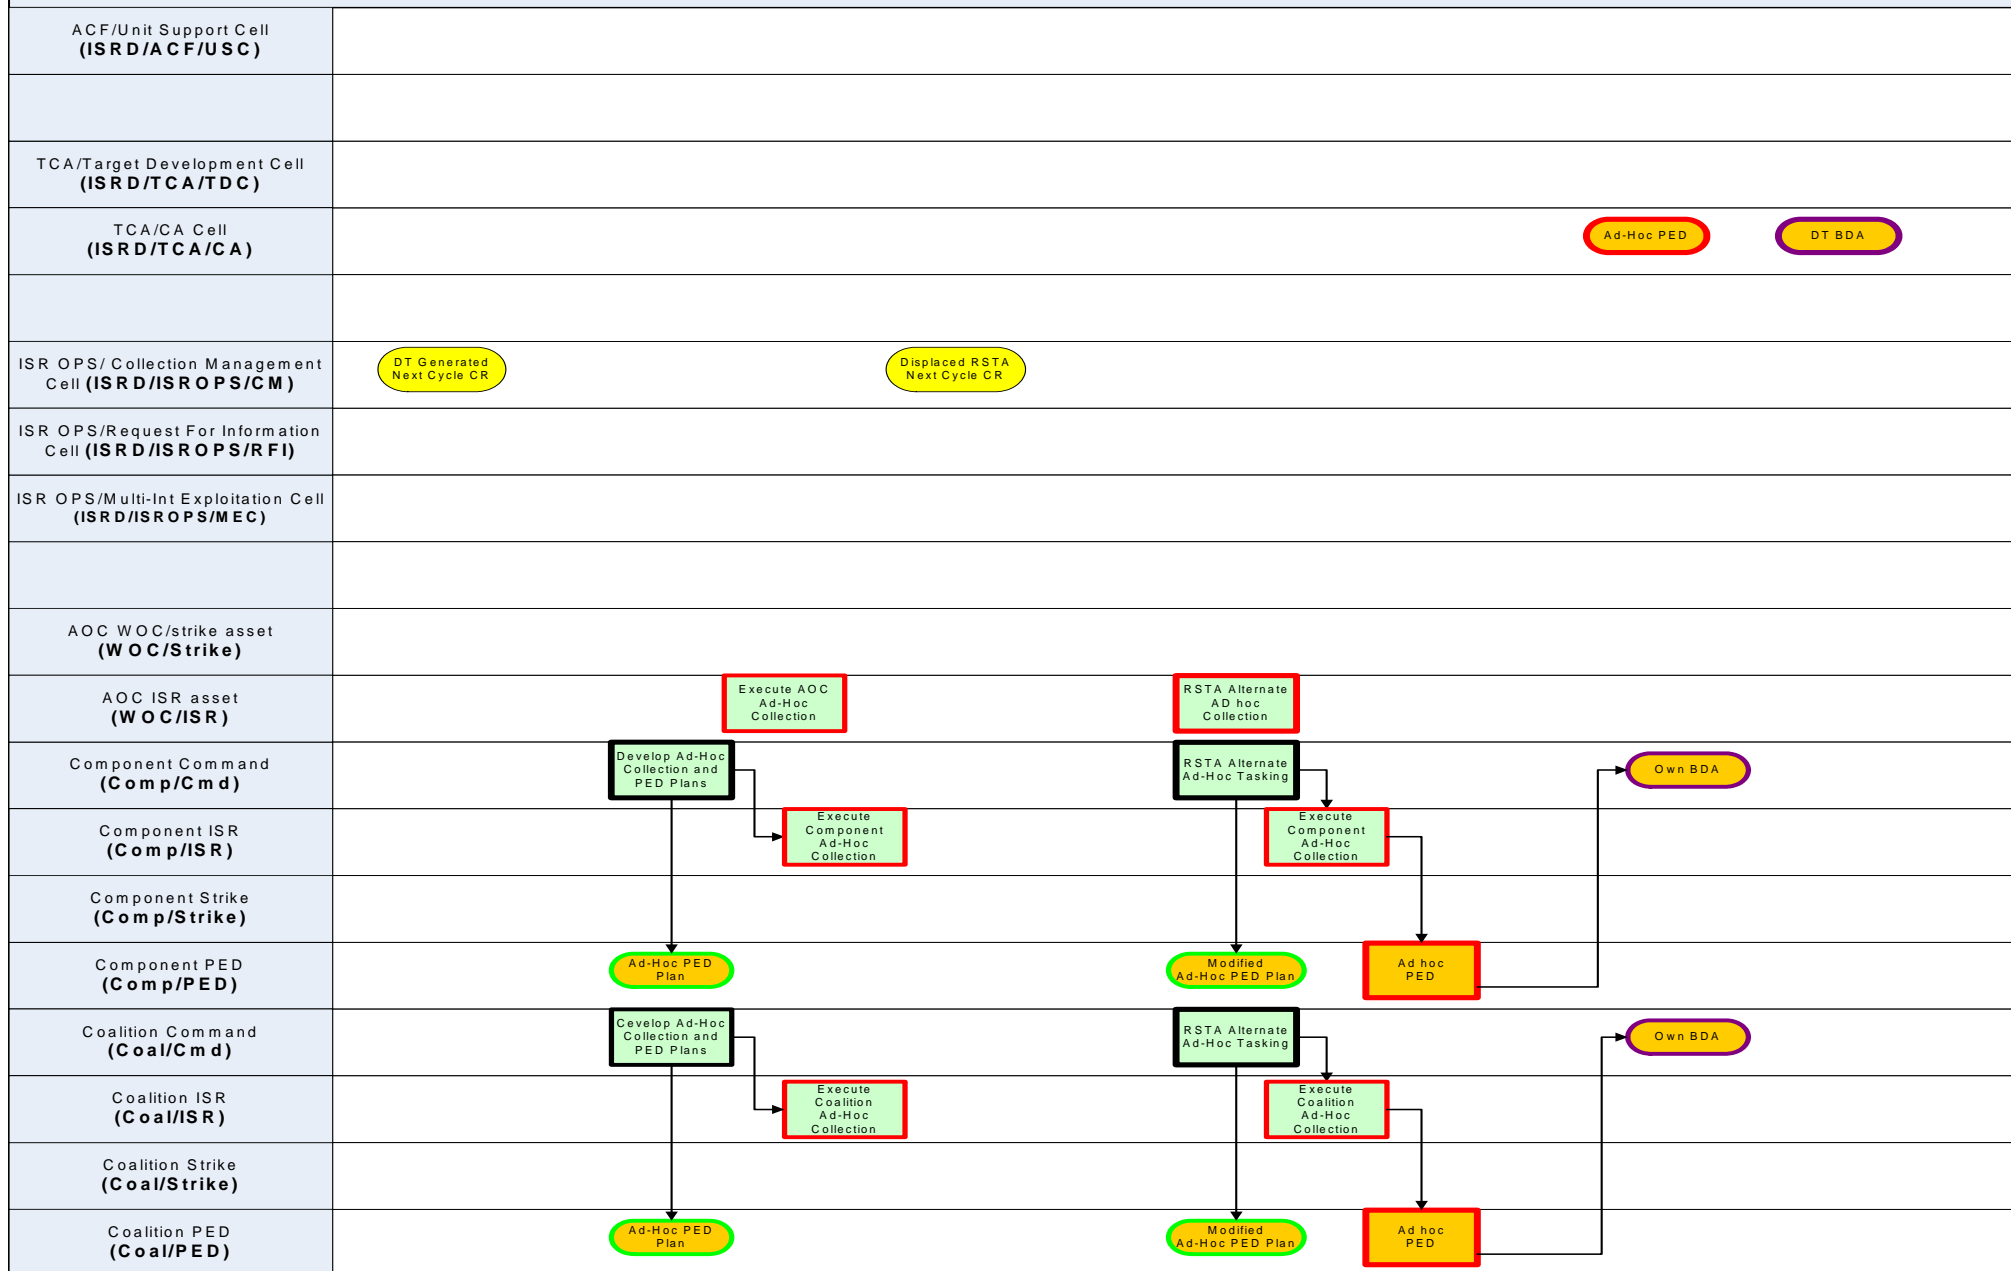 ACF/Unit Support Cell
(ISRD/ACF/USC)
TCA/Target Development Cell
(ISRD/TCA/TDC)
TCA/CA Cell
(ISRD/TCA/CA)
Ad-Hoc PED
DT BDA
ISR OPS/ Collection Management
Cell (ISRD/ISROPS/CM)
DT Generated
Next Cycle CR
Displaced RSTA
Next Cycle CR
ISR OPS/Request For Information
Cell (ISRD/ISROPS/RFI)
ISR OPS/Multi-Int Exploitation Cell
(ISRD/ISROPS/MEC)
AOC WOC/strike asset
(WOC/Strike)
AOC ISR asset
(WOC/ISR)
Execute AOC
Ad-Hoc
Collection
RSTA Alternate
AD hoc
Collection
Component Command
(Comp/Cmd)
Develop Ad-Hoc
Collection and
PED Plans
RSTA Alternate
Ad-Hoc Tasking
Own BDA
Component ISR
(Comp/ISR)
Execute
Component
Ad-Hoc
Collection
Execute
Component
Ad-Hoc
Collection
Component Strike
(Comp/Strike)
Component PED
(Comp/PED)
Ad-Hoc PED
Plan
Modified
Ad-Hoc PED Plan
Ad hoc
PED
Coalition Command
(Coal/Cmd)
Cevelop Ad-Hoc
Collection and
PED Plans
RSTA Alternate
Ad-Hoc Tasking
Own BDA
Coalition ISR
(Coal/ISR)
Execute
Coalition
Ad-Hoc
Collection
Execute
Coalition
Ad-Hoc
Collection
Coalition Strike
(Coal/Strike)
Coalition PED
(Coal/PED)
Ad-Hoc PED
Plan
Modified
Ad-Hoc PED Plan
Ad hoc
PED